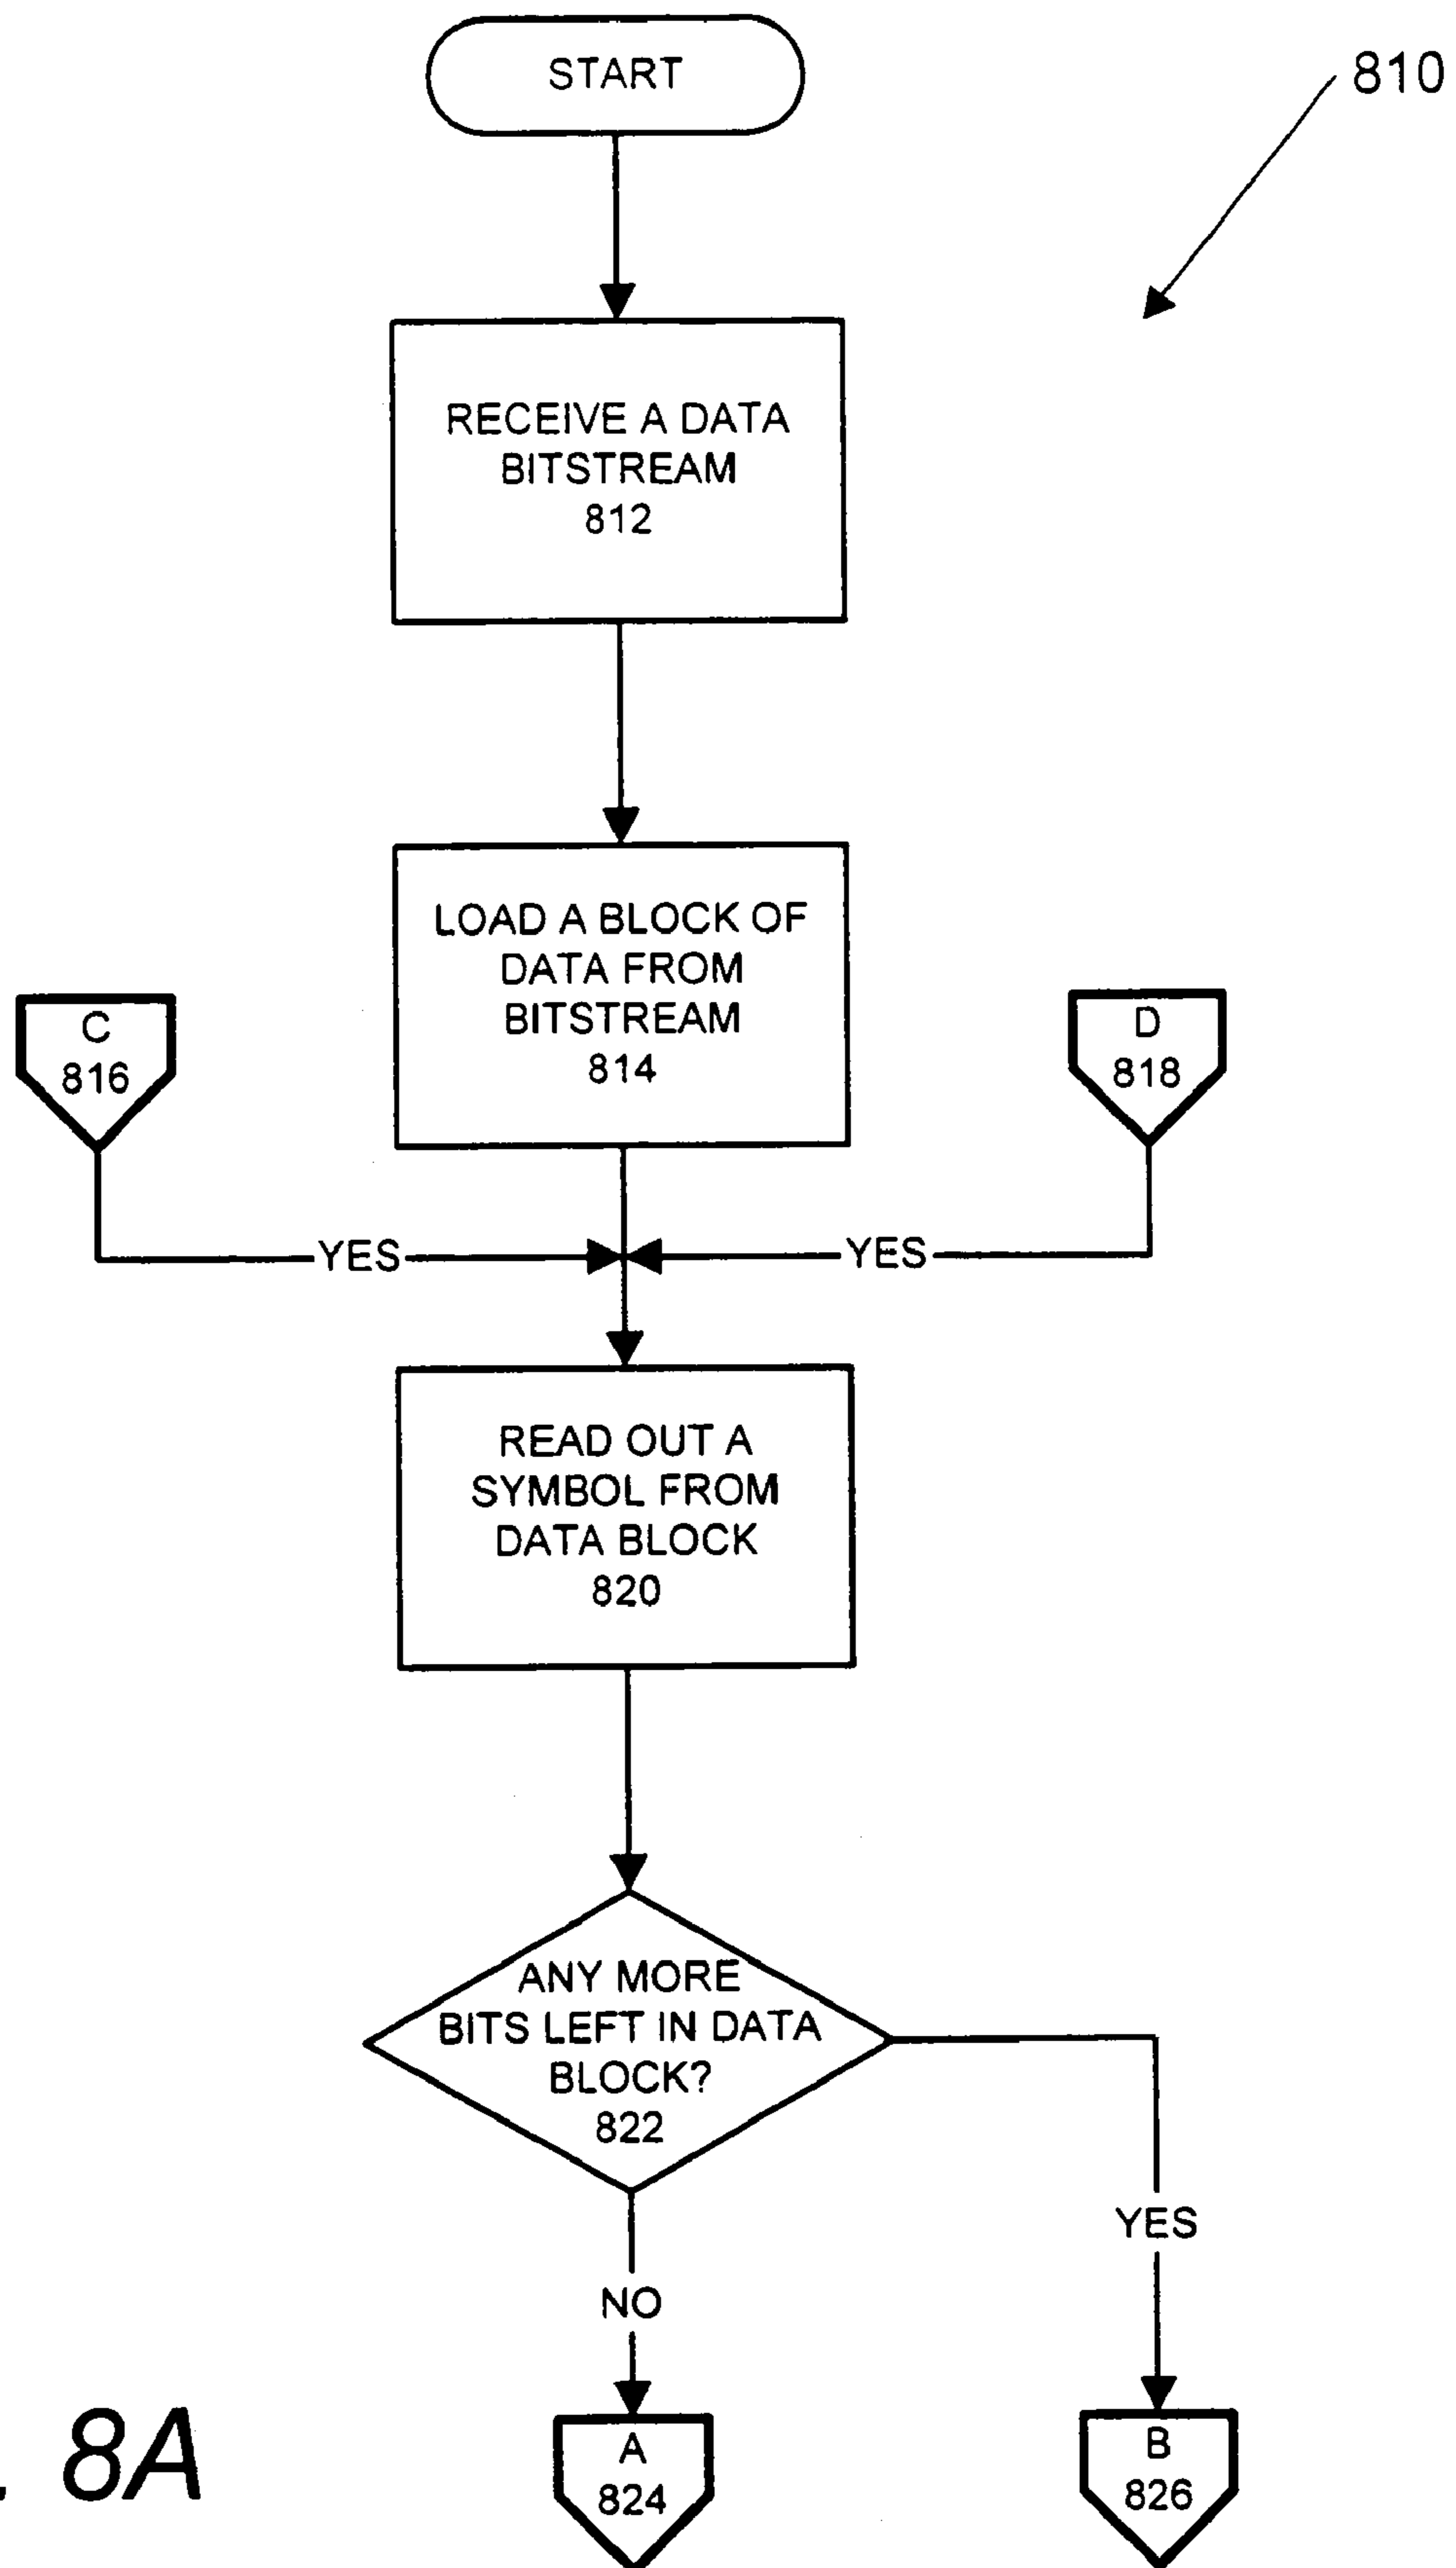 START
810
RECEIVE A DATA
BITSTREAM
812
LOAD A BLOCK OF
DATA FROM
BITSTREAM
814
C
816
D
818
YES
YES
READ OUT A
SYMBOL FROM
DATA BLOCK
820
ANY MORE
BITS LEFT IN DATA
BLOCK?
822
YES
NO
. 8A
A
824
B
826